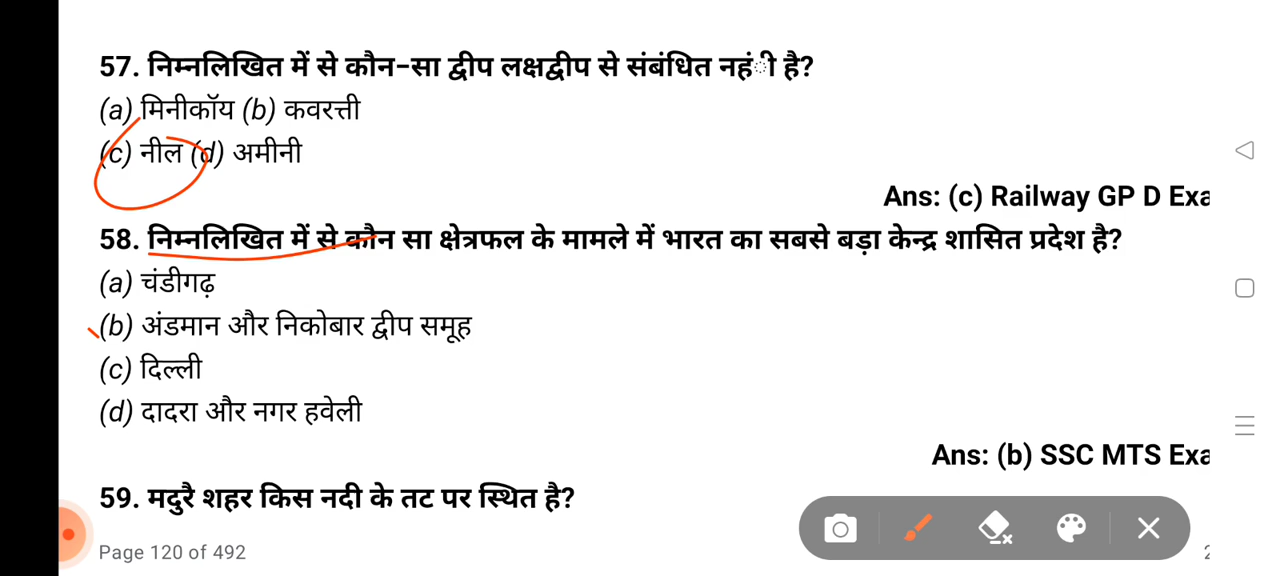 57. निम्नलिखित में से कौन-सा द्वीप लक्षद्वीप से संबंधित नहंी है?
(a) मिनीकॉय (b) कवरत्ती
(c) नील (d) अमीनी
Ans: (c) Railway GP D Exa
58. निम्नलिखित में से कौन सा क्षेत्रफल के मामले में भारत का सबसे बड़ा केन्द्र शासित प्रदेश है?
(a) चंडीगढ़
(b) अंडमान और निकोबार द्वीप समूह
(c) दिल्ली
(d) दादरा और नगर हवेली
Ans: (b) SSC MTS Exa
59. मदुरै शहर किस नदी के तट पर स्थित है?
Page 120 of 492